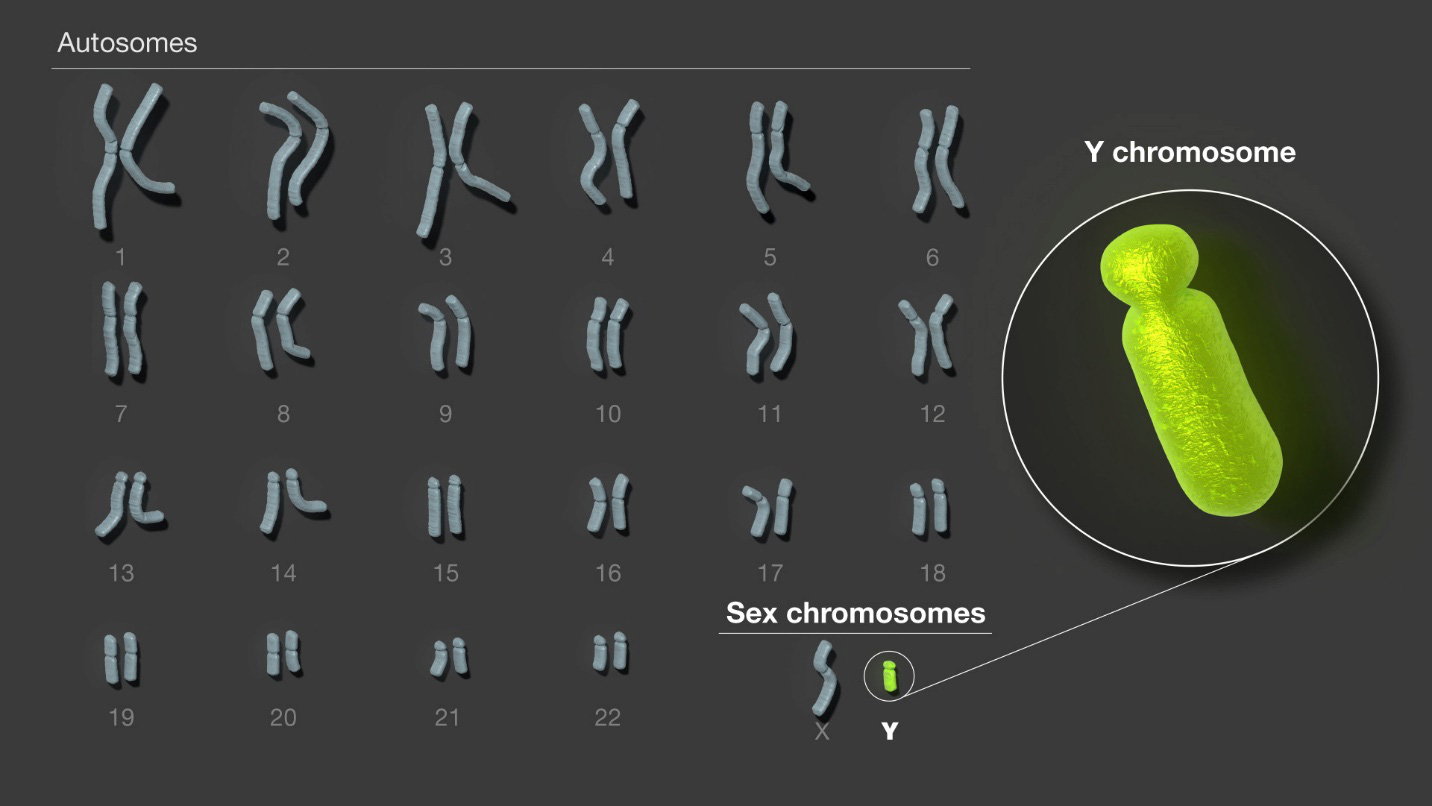 Autosomes
Y chromosome
1 2 3 4 5 6
7 8 9 10 11 12
13 14 15 16 17 18
Sex chromosomes
19 20 21 22
X Y